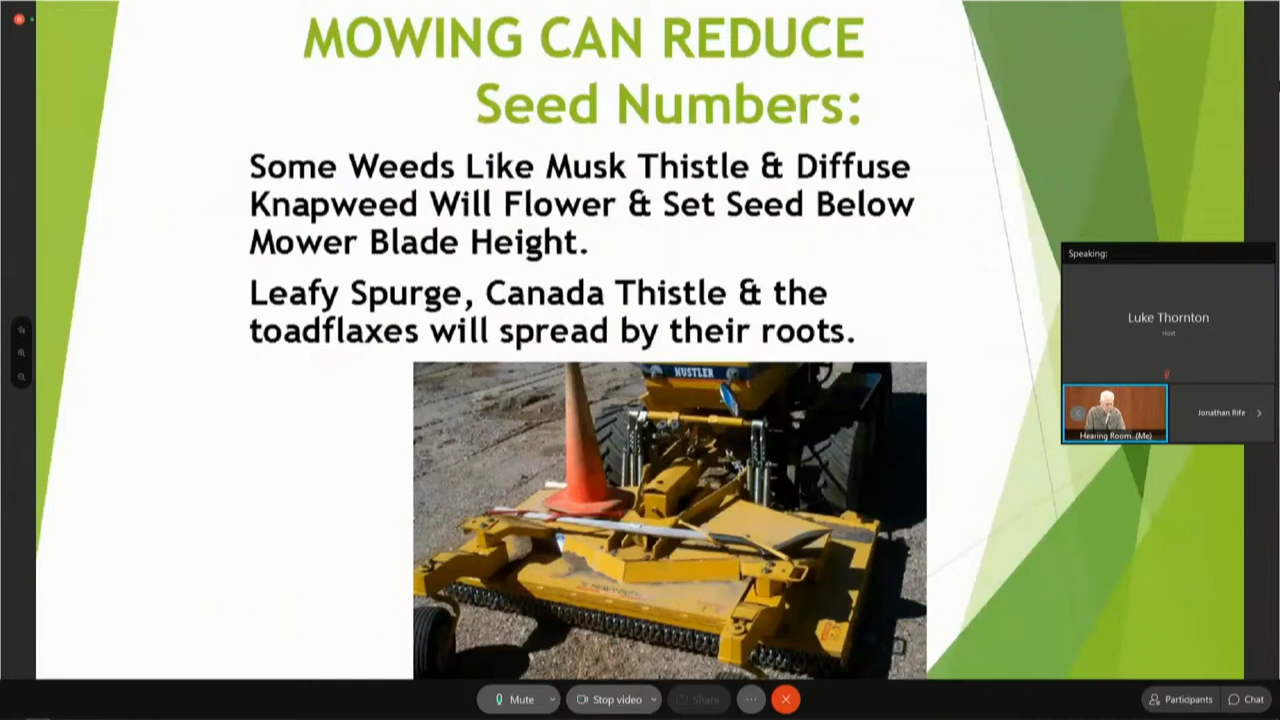 MOWING CAN REDUCE
Seed Numbers:
Some Weeds Like Musk Thistle & Diffuse
Knapweed Will Flower & Set Seed Below
Mower Blade Height.
Leafy Spurge, Canada Thistle & the
toadflaxes will spread by their roots.
HUSTLER
Speaking:
Luke Thornton
Host
Hearing Room (Me)
Jonathan Rife
Mute
Stop video
Share
Participants
Chat